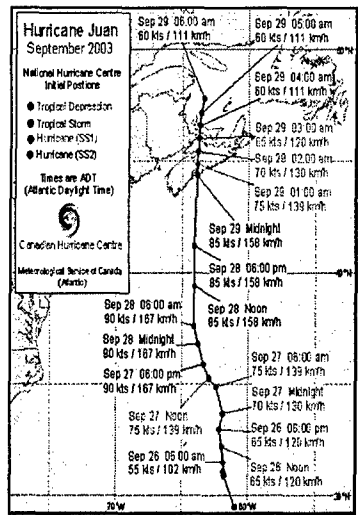 Hurricane Juan
September 2003
National Hurricane Centre
Initial Positions
Tropical Depression
Tropical Storm
Hurricane (SS1)
Hurricane (SS2)
Times are ADT
(Atlantic Daylight Time)
Canadian Hurricane Centre
Meteorological Service of Canada
(Atlantic)
Sep 29 06:00 am
60 kts / 111 km/h
Sep 29 05:00 am
60 kts / 111 km/h
Sep 29 04:00 am
60 kts / 111 km/h
Sep 29 03:00 am
65 kts / 120 km/h
Sep 29 02:00 am
70 kts / 130 km/h
Sep 29 01:00 am
75 kts / 139 km/h
Sep 29 Midnight
85 kts / 158 km/h
Sep 28 06:00 pm
85 kts / 158 km/h
Sep 28 Noon
85 kts / 158 km/h
Sep 28 06:00 am
90 kts / 167 km/h
Sep 28 Midnight
90 kts / 167 km/h
Sep 27 06:00 pm
90 kts / 167 km/h
Sep 27 Noon
75 kts / 139 km/h
Sep 27 06:00 am
75 kts / 139 km/h
Sep 27 Midnight
70 kts / 130 km/h
Sep 26 06:00 pm
65 kts / 120 km/h
Sep 26 Noon
65 kts / 120 km/h
Sep 26 06:00 am
55 kts / 102 km/h
40°N
70°W
60°W